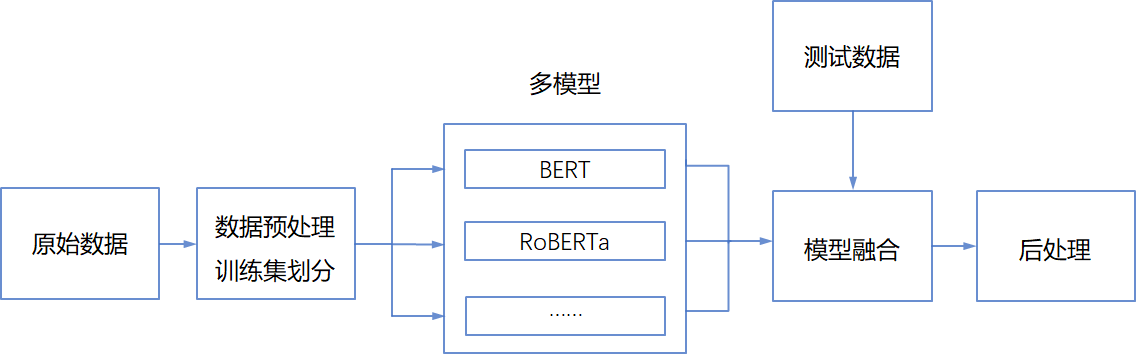 原始数据
数据预处理
训练集划分
多模型
BERT
RoBERTa
……
测试数据
模型融合
后处理